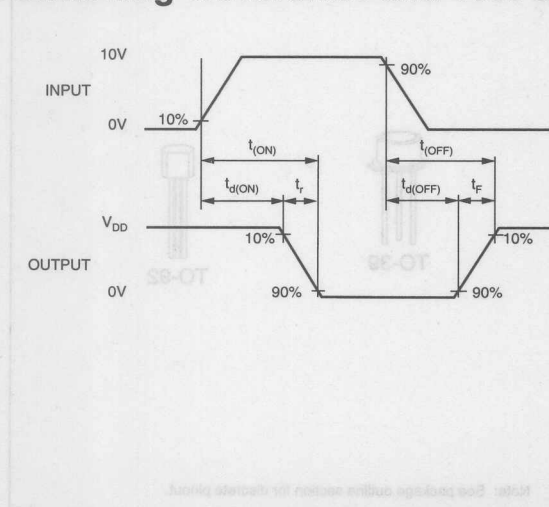 10V
INPUT
90%
10%
0V
t(ON)
t(OFF)
td(ON)
tr
td(OFF)
tF
VDD
10%
10%
OUTPUT
0V
90%
90%
TO-92
TO-39
Note: See package outline section for discrete pinout.